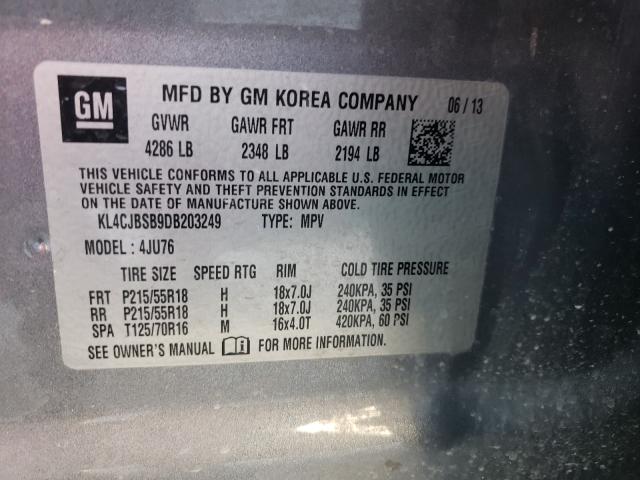 GM
MFD BY GM KOREA COMPANY 06 / 13
GVWR GAWR FRT GAWR RR
4286 LB 2348 LB 2194 LB
THIS VEHICLE CONFORMS TO ALL APPLICABLE U.S. FEDERAL MOTOR
VEHICLE SAFETY AND THEFT PREVENTION STANDARDS IN EFFECT
ON THE DATE OF MANUFACTURE SHOWN ABOVE.
KL4CJBSB9DB203249 TYPE: MPV
MODEL : 4JU76
TIRE SIZE SPEED RTG RIM COLD TIRE PRESSURE
FRT P215/55R18 H 18x7.0J 240KPA, 35 PSI
RR P215/55R18 H 18x7.0J 240KPA, 35 PSI
SPA T125/70R16 M 16x4.0T 420KPA, 60 PSI
SEE OWNER'S MANUAL FOR MORE INFORMATION.